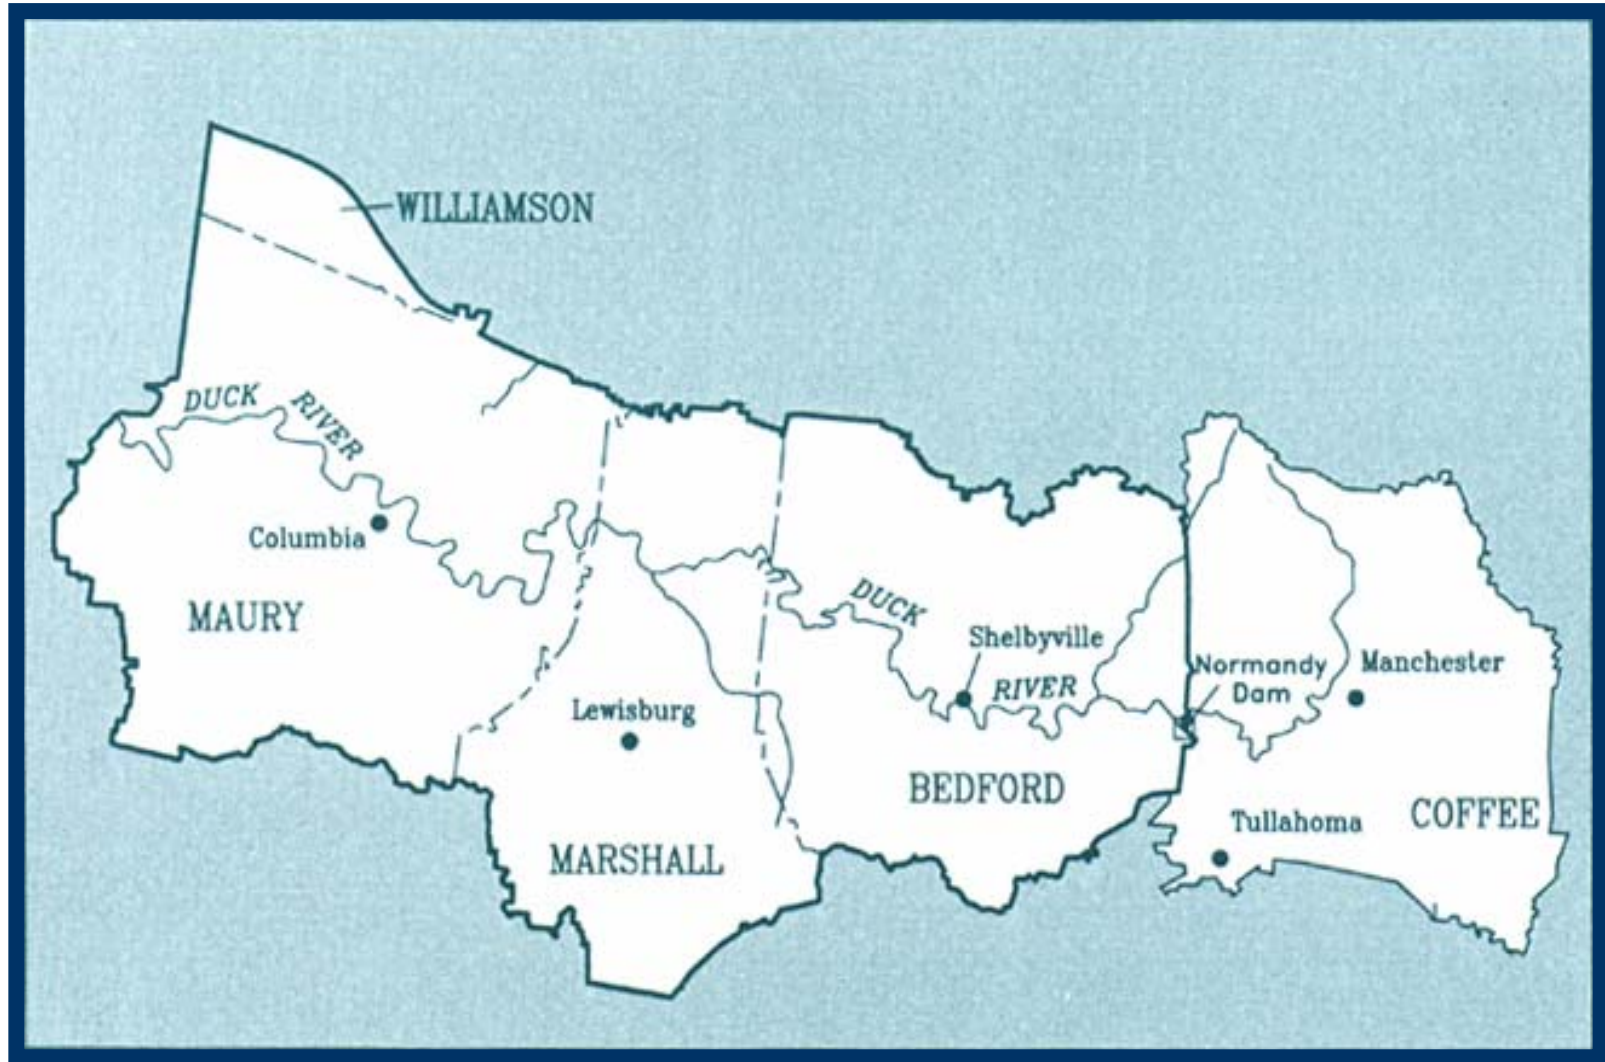 WILLIAMSON
DUCK
RIVER
Columbia
MAURY
DUCK
Shelbyville
RIVER
Normandy
Dam
Manchester
Lewisburg
BEDFORD
Tullahoma
COFFEE
MARSHALL